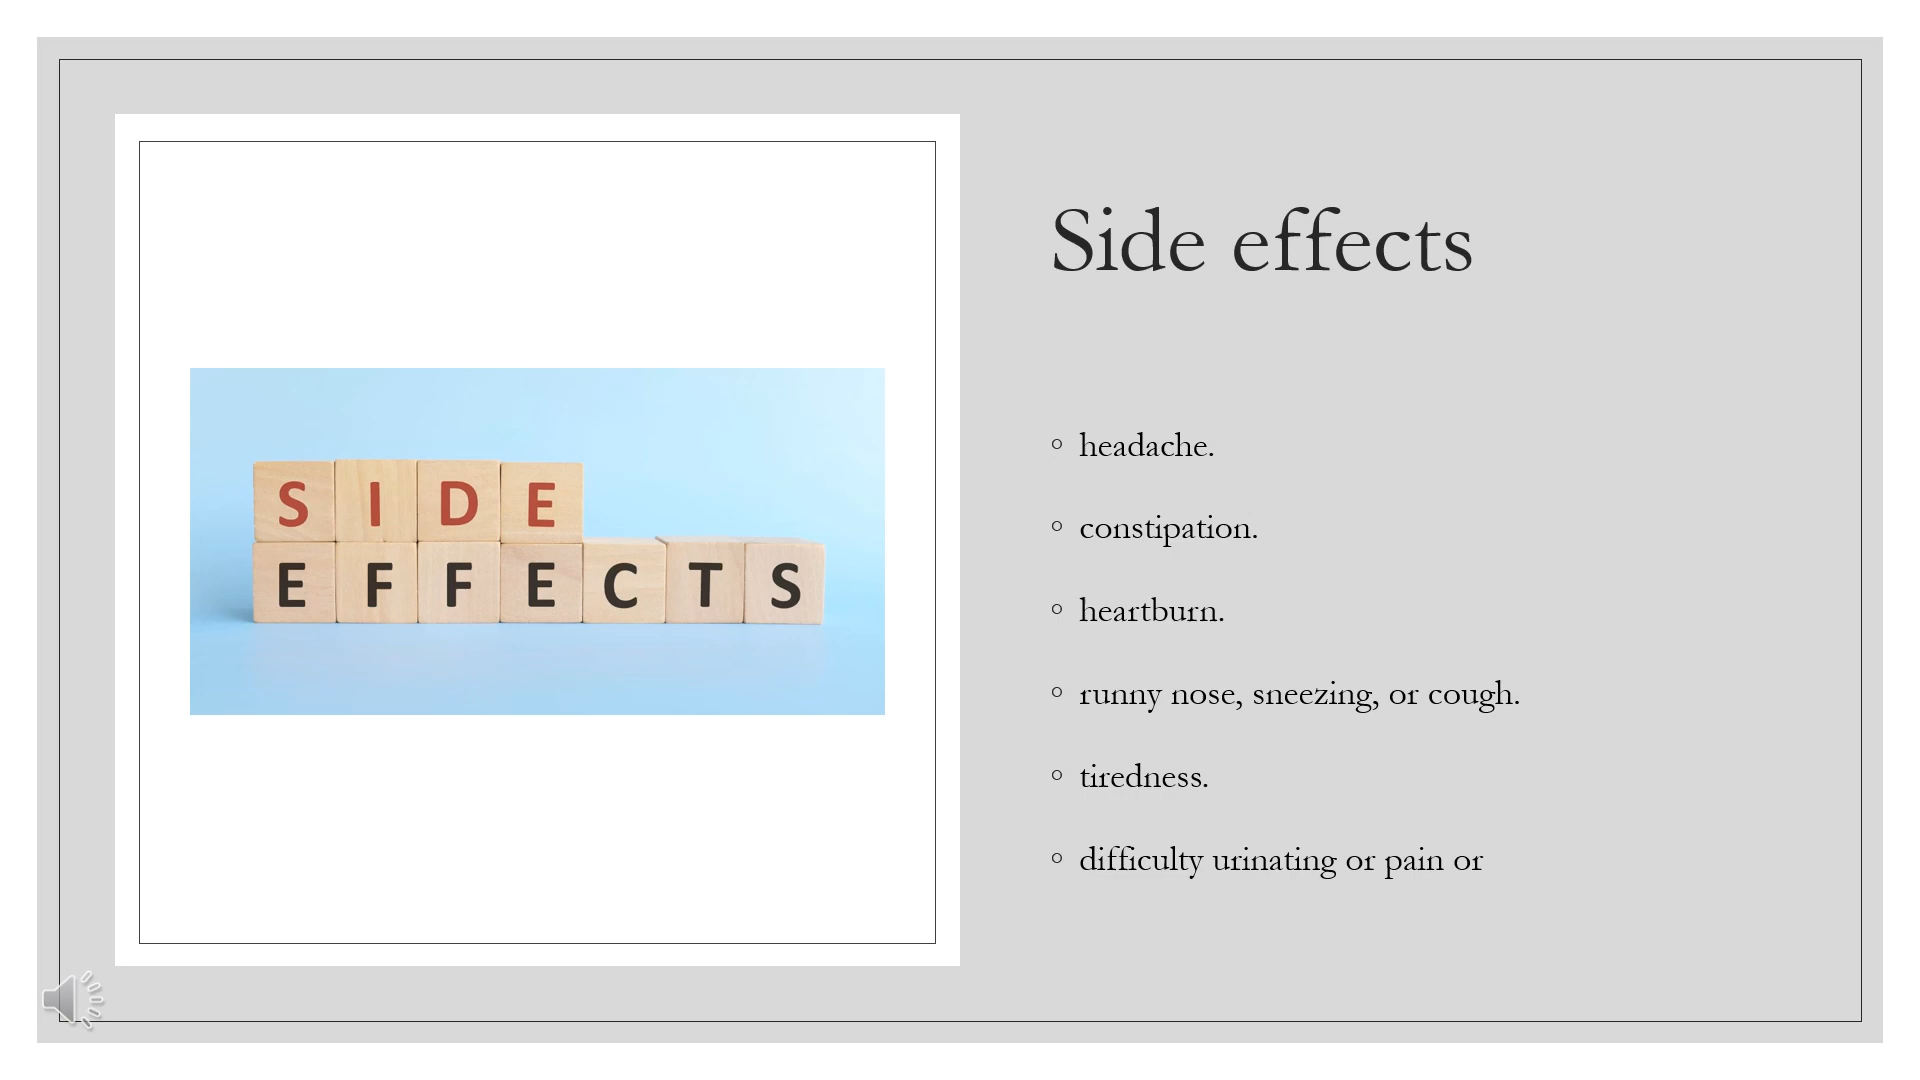 SIDE
EFFECTS
Side effects
headache.
constipation.
heartburn.
runny nose, sneezing, or cough.
tiredness.
difficulty urinating or pain or